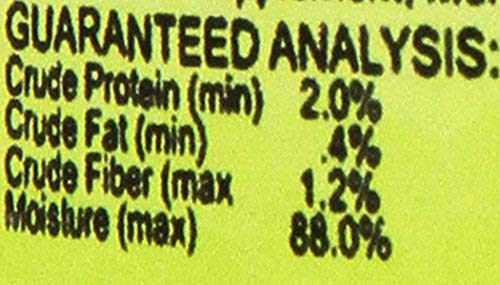 GUARANTEED ANALYSIS:
Crude Protein (min) 2.0%
Crude Fat (min) .4%
Crude Fiber (max 1.2%
Moisture (max) 88.0%